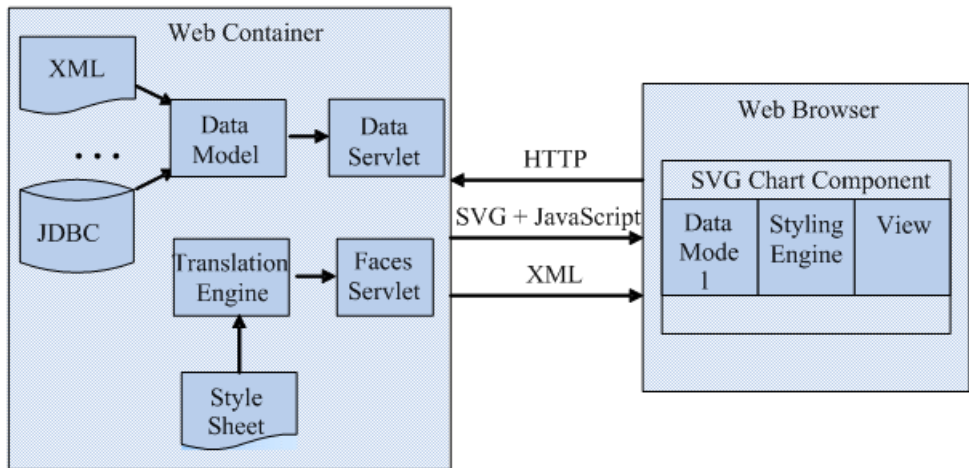 Web Container
XML
Data
Model
Data
Servlet
...
JDBC
Translation
Engine
Faces
Servlet
Style
Sheet
HTTP
SVG + JavaScript
XML
Web Browser
SVG Chart Component
Data
Mode
l
Styling
Engine
View